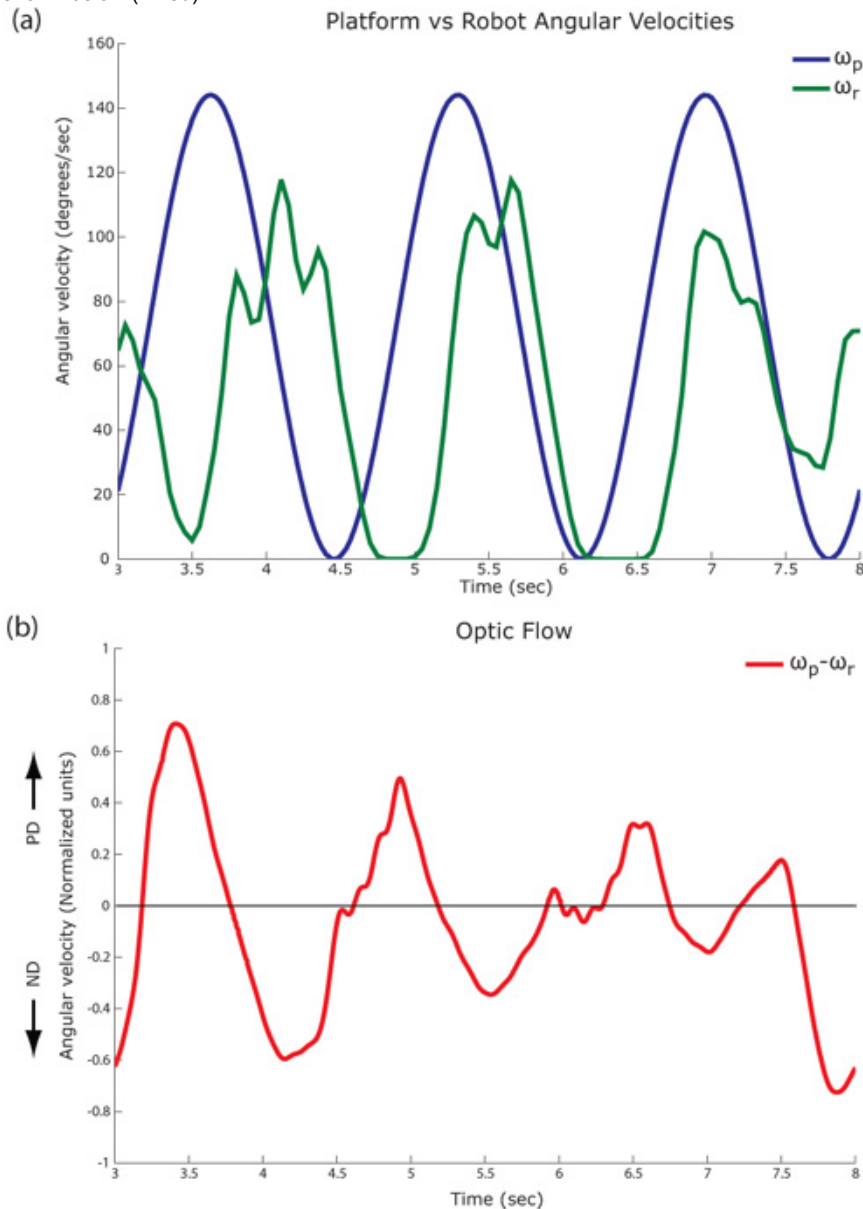 (a)
Platform vs Robot Angular Velocities
ωp
ωr
160
140
120
100
80
60
40
20
0
Angular velocity (degrees/sec)
3 3.5 4 4.5 5 5.5 6 6.5 7 7.5 8
Time (sec)
(b)
Optic Flow
ωp-ωr
1
0.8
0.6
0.4
0.2
0
-0.2
-0.4
-0.6
-0.8
-1
PD
ND
Angular velocity (Normalized units)
3 3.5 4 4.5 5 5.5 6 6.5 7 7.5 8
Time (sec)